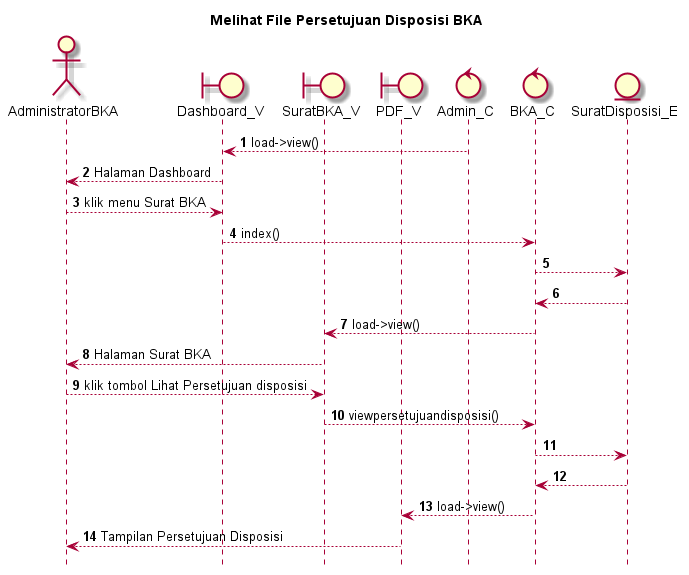 Melihat File Persetujuan Disposisi BKA
AdministratorBKA Dashboard_V SuratBKA_V PDF_V Admin_C BKA_C SuratDisposisi_E
1 load->view()
2 Halaman Dashboard
3 klik menu Surat BKA
4 index()
5
6
7 load->view()
8 Halaman Surat BKA
9 klik tombol Lihat Persetujuan disposisi
10 viewpersetujuandisposisi()
11
12
13 load->view()
14 Tampilan Persetujuan Disposisi